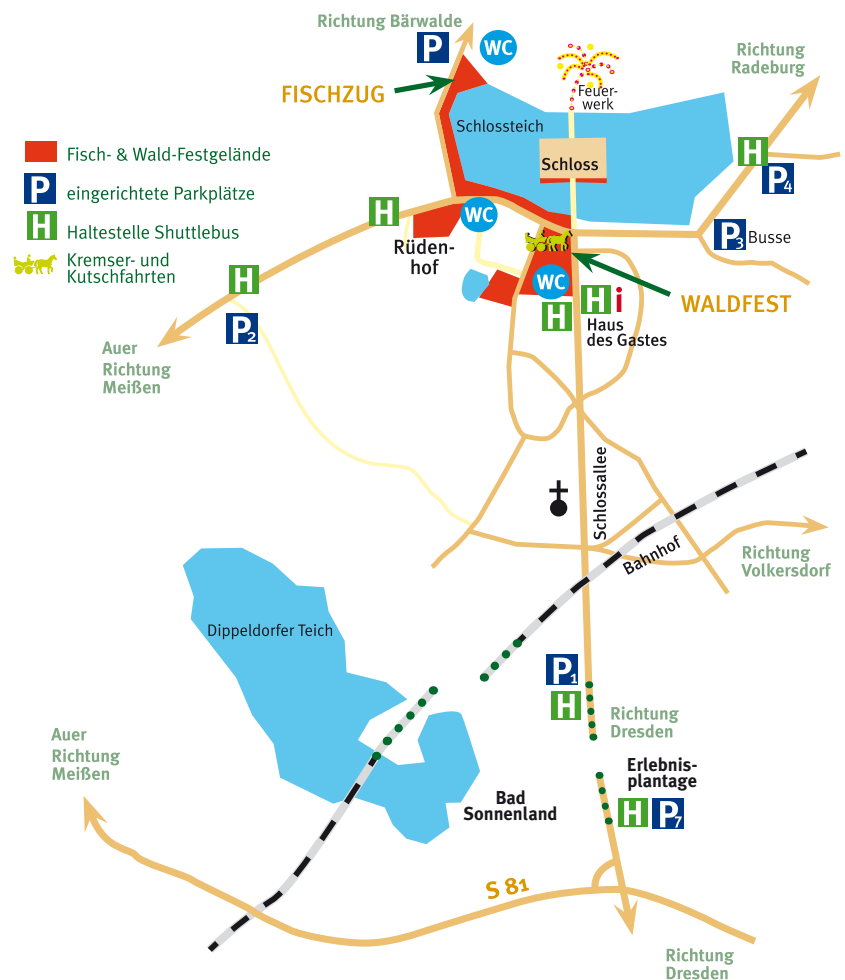 Richtung Bärwalde
P
WC
Richtung
Radeburg
FISCHZUG
Feuer-
werk
Schlossteich
Schloss
H
P4
Fisch- & Wald-Festgelände
P
eingerichtete Parkplätze
H
Haltestelle Shuttlebus
Kremser- und
Kutschfahrten
H
WC
Rüden-
hof
P3 Busse
H
WC
H i
H
WALDFEST
Haus
des Gastes
P2
Auer
Richtung
Meißen
Schlossallee
Bahnhof
Richtung
Volkersdorf
Dippeldorfer Teich
P1
H
Richtung
Dresden
Auer
Richtung
Meißen
Erlebnis-
plantage
Bad
Sonnenland
H P7
S 81
Richtung
Dresden